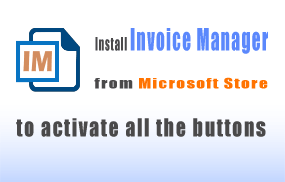 IM
Install Invoice Manager
from Microsoft Store
to activate all the buttons